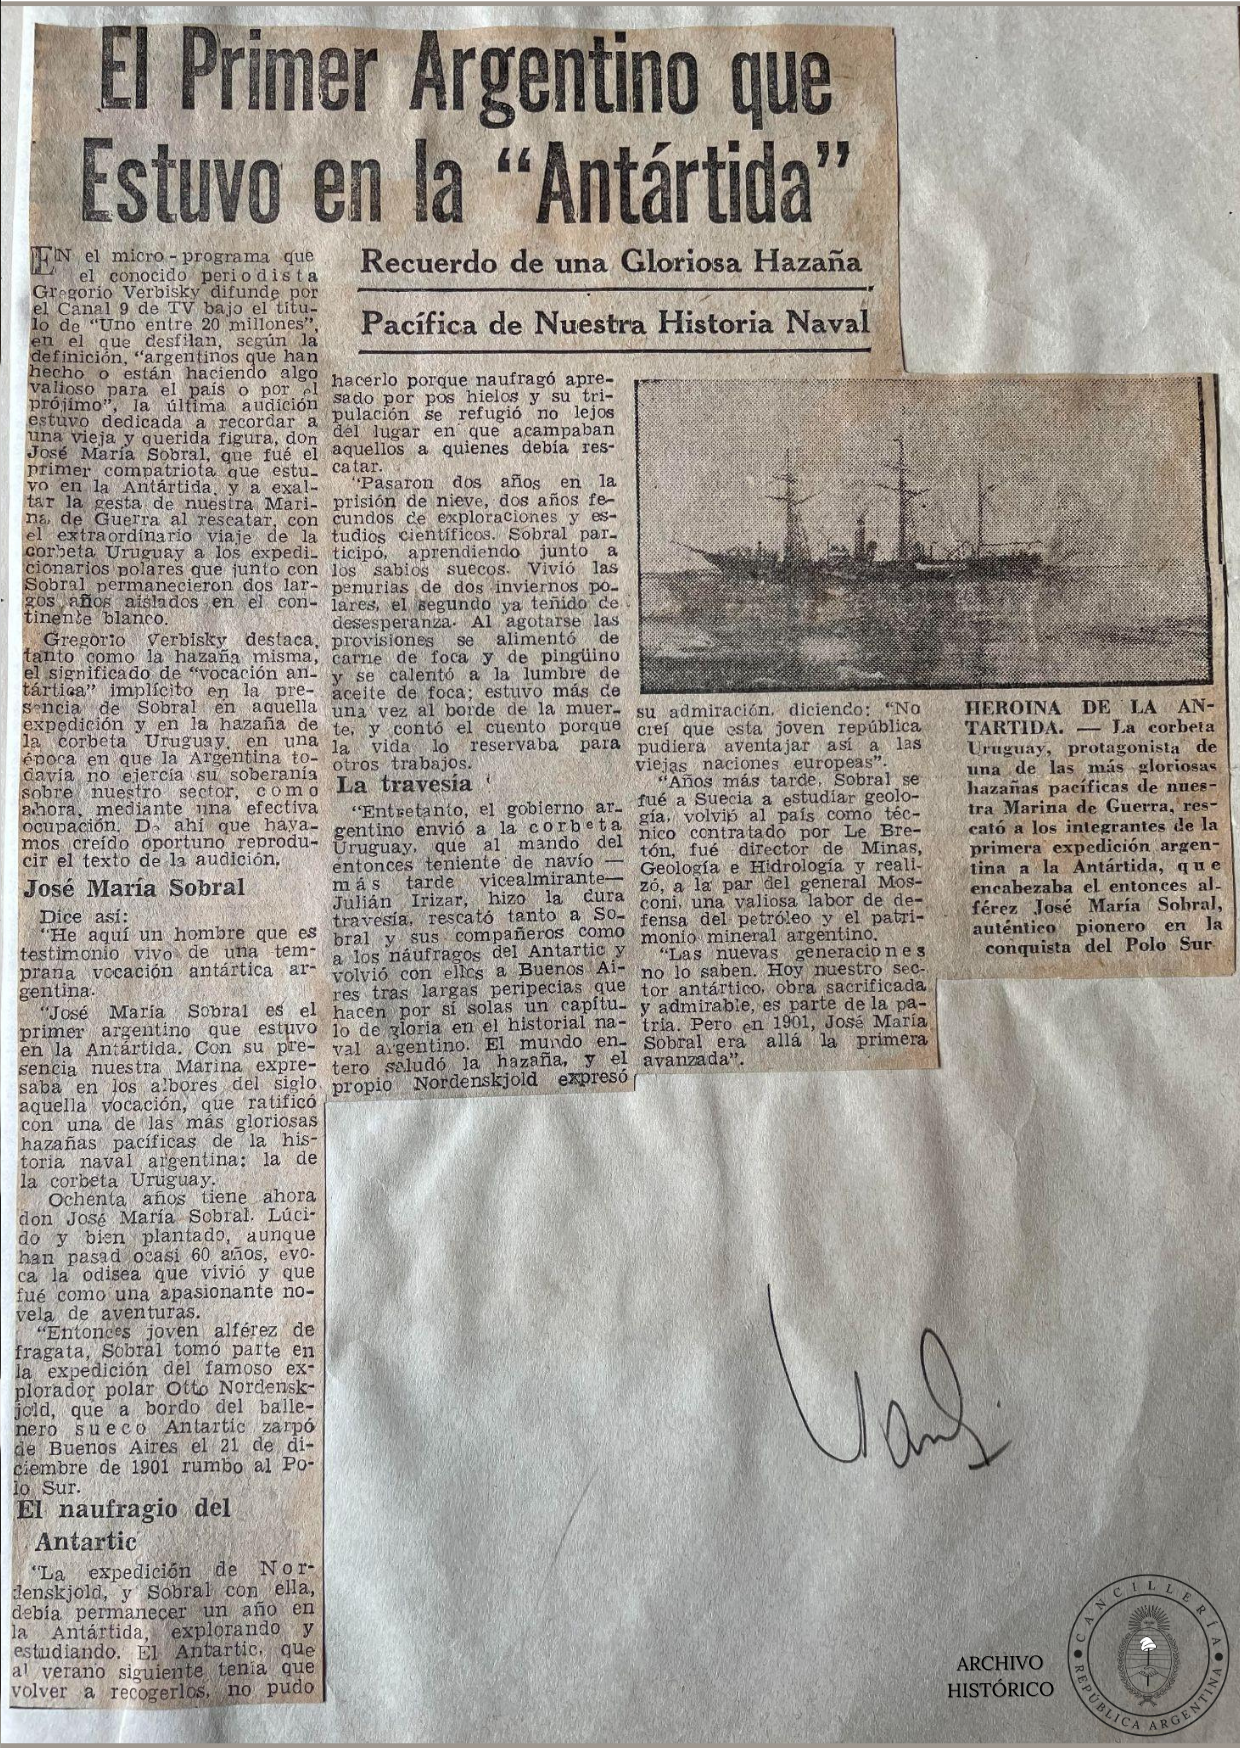 El Primer Argentino que
Estuvo en la “Antártida”
Recuerdo de una Gloriosa Hazaña
Pacífica de Nuestra Historia Naval
EN el micro-programa que
el conocido periodista
Gregorio Verbisky difunde por
el Canal 9 de TV bajo el títu-
lo de “Uno entre 20 millones”,
en el que desfilan, según la
definición, “argentinos que han
hecho o están haciendo algo
valioso para el país o por el
prójimo”, la última audición
estuvo dedicada a recordar a
una vieja y querida figura, don
José María Sobral, que fué el
primer compatriota que estu-
vo en la Antártida, y a exal-
tar la gesta de nuestra Mari-
na de Guerra al rescatar, con
el extraordinario viaje de la
corbeta Uruguay a los expedi-
cionarios polares que junto con
Sobral permanecieron dos lar-
gos años aislados en el con-
tinente blanco.
Gregorio Verbisky destaca,
tanto como la hazaña misma,
el significado de “vocación an-
tártica” implícito en la pre-
sencia de Sobral en aquella
expedición y en la hazaña de
la corbeta Uruguay, en una
época en que la Argentina to-
davía no ejercía su soberanía
sobre nuestro sector, como
ahora, mediante una efectiva
ocupación. De ahí que haya-
mos creído oportuno reprodu-
cir el texto de la audición.
José María Sobral
Dice así:
“He aquí un hombre que es
testimonio vivo de una tem-
prana vocación antártica ar-
gentina.
“José María Sobral es el
primer argentino que estuvo
en la Antártida. Con su pre-
sencia nuestra Marina expre-
saba en los albores del siglo
aquella vocación, que ratificó
con una de las más gloriosas
hazañas pacíficas de la his-
toria naval argentina: la de
la corbeta Uruguay.
Ochenta años tiene ahora
don José María Sobral. Lúci-
do y bien plantado, aunque
han pasad ocasi 60 años, evo-
ca la odisea que vivió y que
fué como una apasionante no-
vela de aventuras.
“Entonces joven alférez de
fragata, Sobral tomó parte en
la expedición del famoso ex-
plorador polar Otto Nordensk-
jold, que a bordo del balle-
nero sueco Antartic zarpó
de Buenos Aires el 21 de di-
ciembre de 1901 rumbo al Po-
lo Sur.
El naufragio del
Antartic
“La expedición de Nor-
denskjold, y Sobral con ella,
debía permanecer un año en
la Antártida, explorando y
estudiando. El Antartic, que
al verano siguiente tenía que
volver a recogerlos, no pudo
hacerlo porque naufragó apre-
sado por pos hielos y su tri-
pulación se refugió no lejos
del lugar en que acampaban
aquellos a quienes debía res-
catar.
“Pasaron dos años en la
prisión de nieve, dos años fe-
cundos de exploraciones y es-
tudios científicos. Sobral par-
ticipó, aprendiendo junto a
los sabios suecos. Vivió las
penurias de dos inviernos po-
lares, el segundo ya teñido de
desesperanza. Al agotarse las
provisiones se alimentó de
carne de foca y de pingüino
y se calentó a la lumbre de
aceite de foca; estuvo más de
una vez al borde de la muer-
te, y contó el cuento porque
la vida lo reservaba para
otros trabajos.
La travesía
“Entretanto, el gobierno ar-
gentino envió a la corbeta
Uruguay, que al mando del
entonces teniente de navío —
más tarde vicealmirante—
Julián Irizar, hizo la dura
travesía, rescató tanto a So-
bral y sus compañeros como
a los náufragos del Antartic y
volvió con ellos a Buenos Ai-
res tras largas peripecias que
hacen por sí solas un capítu-
lo de gloria en el historial na-
val argentino. El mundo en-
tero saludó la hazaña, y el
propio Nordenskjold expresó
su admiración, diciendo: “No
creí que esta joven república
pudiera aventajar así a las
viejas naciones europeas”.
“Años más tarde, Sobral se
fué a Suecia a estudiar geolo-
gía, volvió al país como téc-
nico contratado por Le Bre-
tón, fué director de Minas,
Geología e Hidrología y reali-
zó, a la par del general Mos-
coni, una valiosa labor de de-
fensa del petróleo y el patri-
monio mineral argentino.
“Las nuevas generaciones
no lo saben. Hoy nuestro sec-
tor antártico, obra sacrificada
y admirable, es parte de la pa-
tria. Pero en 1901, José María
Sobral era allá la primera
avanzada”.
HEROINA DE LA AN-
TARTIDA. — La corbeta
Uruguay, protagonista de
una de las más gloriosas
hazañas pacíficas de nues-
tra Marina de Guerra, res-
cató a los integrantes de la
primera expedición argen-
tina a la Antártida, que
encabezaba el entonces al-
férez José María Sobral,
auténtico pionero en la
conquista del Polo Sur
ARCHIVO
HISTÓRICO
CANCILLERÍA
REPÚBLICA ARGENTINA